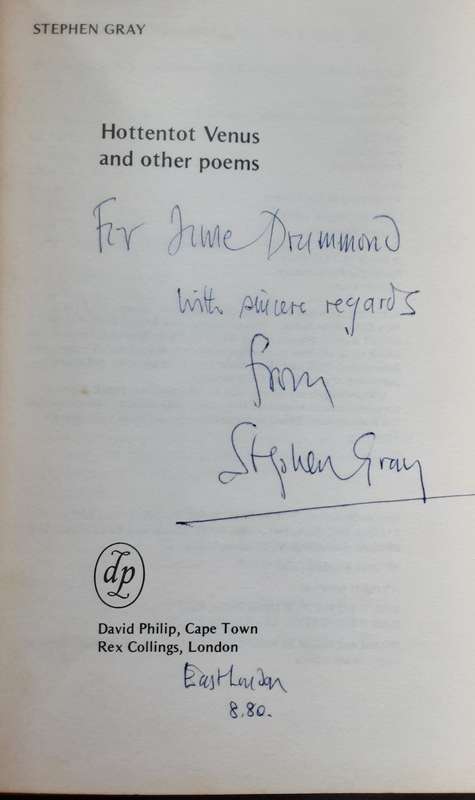 STEPHEN GRAY
Hottentot Venus
and other poems
For June Drummond
with sincere regards
from
Stephen Gray
dp
David Philip, Cape Town
Rex Collings, London
East London
8.80.